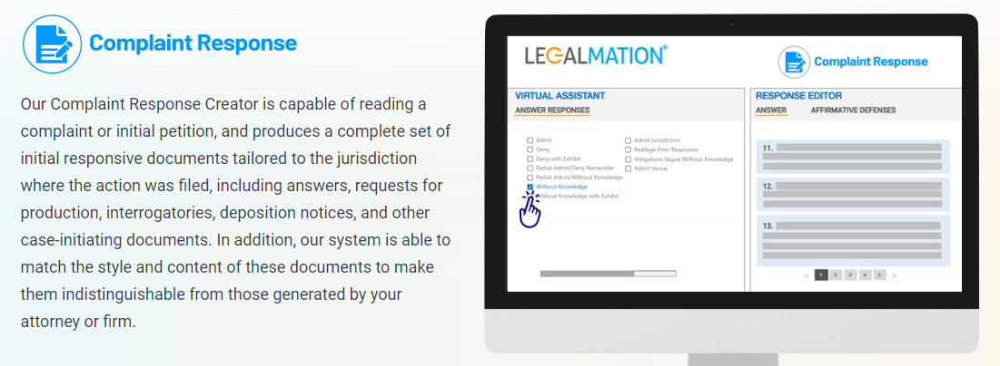 Complaint Response
Our Complaint Response Creator is capable of reading a
complaint or initial petition, and produces a complete set of
initial responsive documents tailored to the jurisdiction
where the action was filed, including answers, requests for
production, interrogatories, deposition notices, and other
case-initiating documents. In addition, our system is able to
match the style and content of these documents to make
them indistinguishable from those generated by your
attorney or firm.
LEGALMATION®
Complaint Response
VIRTUAL ASSISTANT
ANSWER RESPONSES
Admit
Deny
Deny with Exhibit
Partial Admit/Deny Remainder
Partial Admit/Without Knowledge
Without Knowledge
Without Knowledge with Exhibit
Admit Jurisdiction
Reallege Prior Responses
Allegations Vague Without Knowledge
Admit Venue
RESPONSE EDITOR
ANSWER AFFIRMATIVE DEFENSES
11.
12.
13.
< 1 2 3 4 5 >